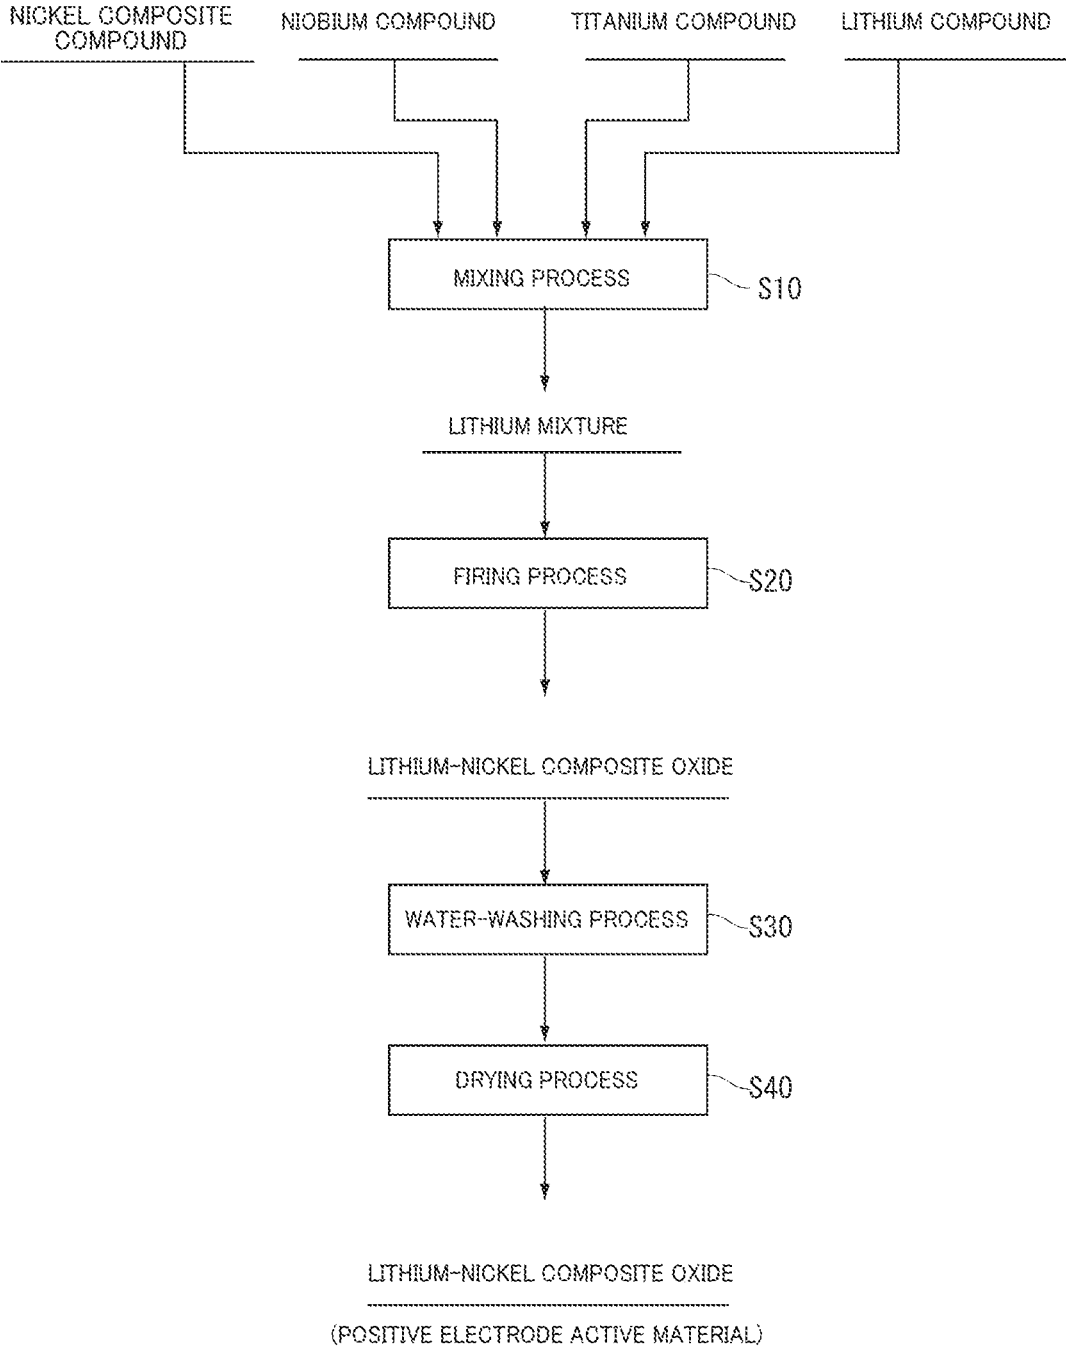 NICKEL COMPOSITE
COMPOUND
NIOBIUM COMPOUND
TITANIUM COMPOUND
LITHIUM COMPOUND
MIXING PROCESS
S10
LITHIUM MIXTURE
FIRING PROCESS
S20
LITHIUM-NICKEL COMPOSITE OXIDE
WATER-WASHING PROCESS
S30
DRYING PROCESS
S40
LITHIUM-NICKEL COMPOSITE OXIDE
(POSITIVE ELECTRODE ACTIVE MATERIAL)